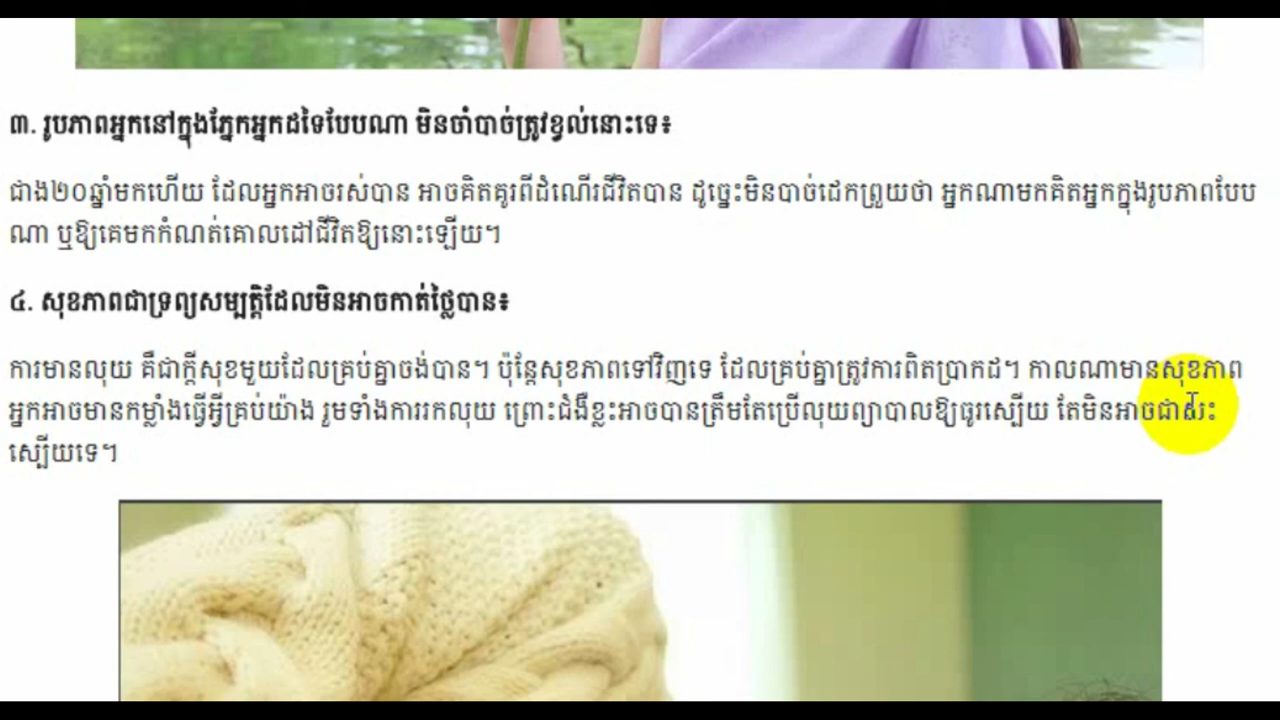 ៣. រូបភាពអ្នកនៅក្នុងភ្នែកអ្នកដទៃបែបណា មិនចាំបាច់ត្រូវខ្វល់នោះទេ៖
ជាង២០ឆ្នាំមកហើយ ដែលអ្នកអាចរស់បាន អាចគិតគូរពីដំណើរជីវិតបាន ដូច្នេះមិនបាច់ដេកព្រួយថា អ្នកណាមកគិតអ្នកក្នុងរូបភាពបែប
ណា ឬឱ្យគេមកកំណត់គោលដៅជីវិតឱ្យនោះឡើយ។
៤. សុខភាពជាទ្រព្យសម្បត្តិដែលមិនអាចកាត់ថ្លៃបាន៖
ការមានលុយ គឺជាក្តីសុខមួយដែលគ្រប់គ្នាចង់បាន។ ប៉ុន្តែសុខភាពទៅវិញទេ ដែលគ្រប់គ្នាត្រូវការពិតប្រាកដ។ កាលណាមានសុខភាព
អ្នកអាចមានកម្លាំងធ្វើអ្វីគ្រប់យ៉ាង រួមទាំងការរកលុយ ព្រោះជំងឺខ្លះអាចបានត្រឹមតែប្រើលុយព្យាបាលឱ្យធូរស្បើយ តែមិនអាចជាសះ
ស្បើយទេ។